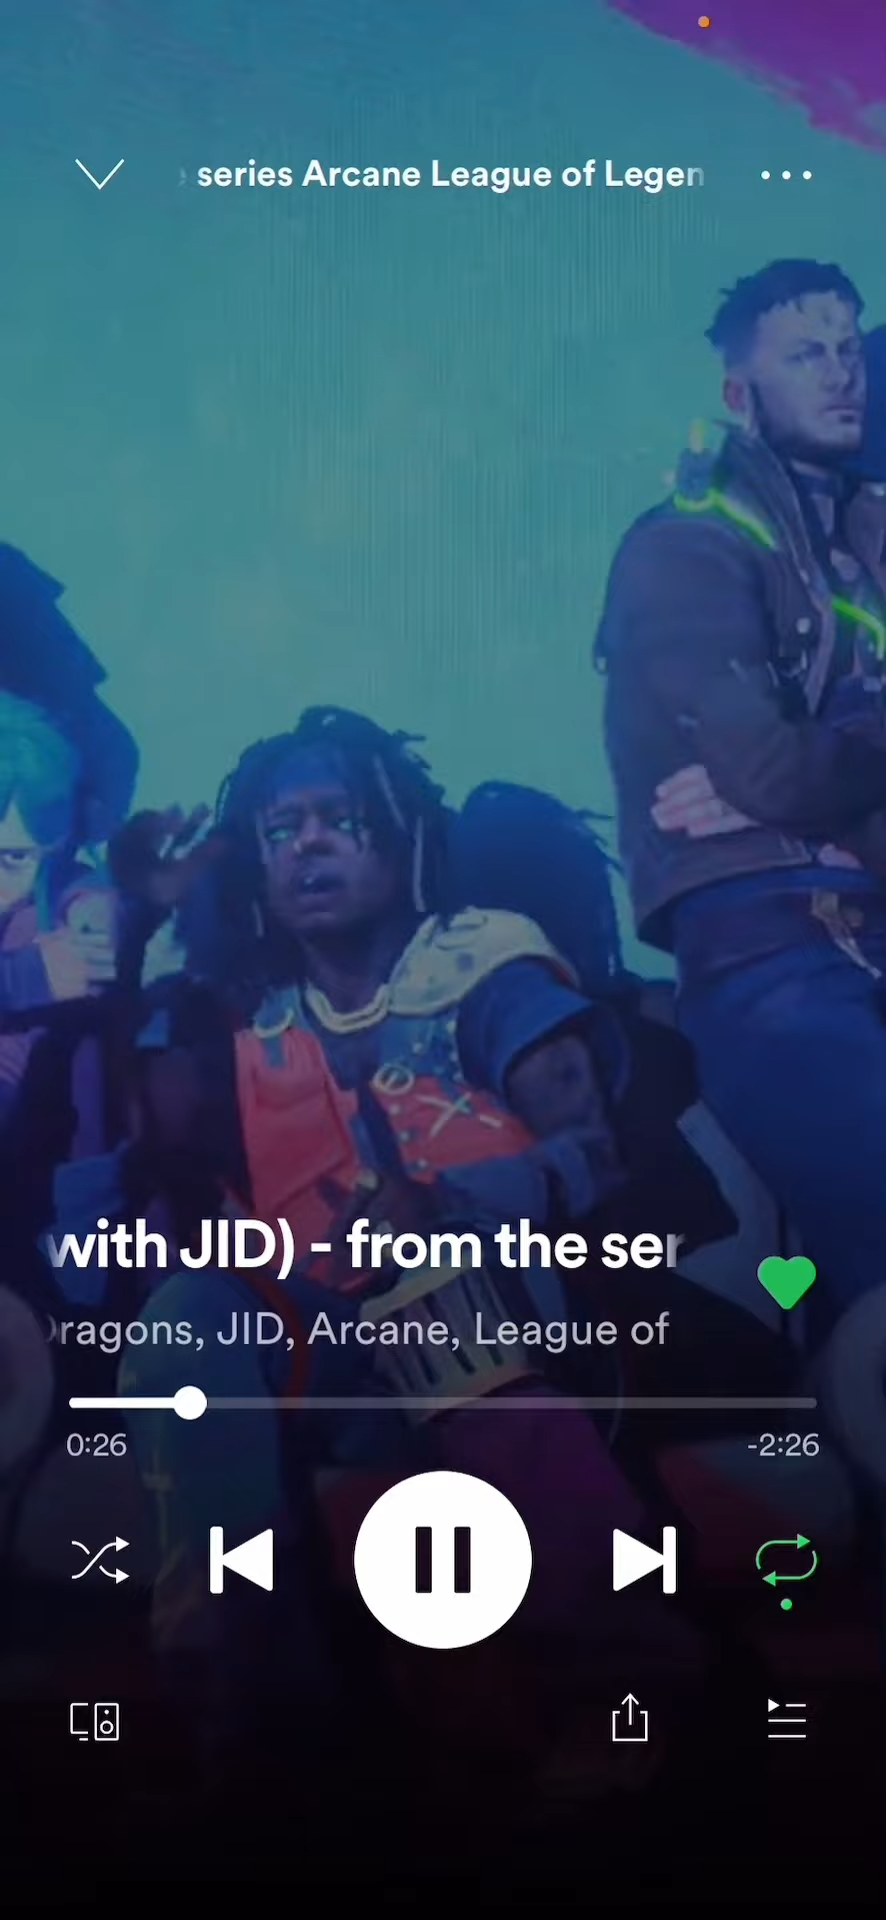 series Arcane League of Legen
with JID) - from the ser
ragons, JID, Arcane, League of
0:26
-2:26